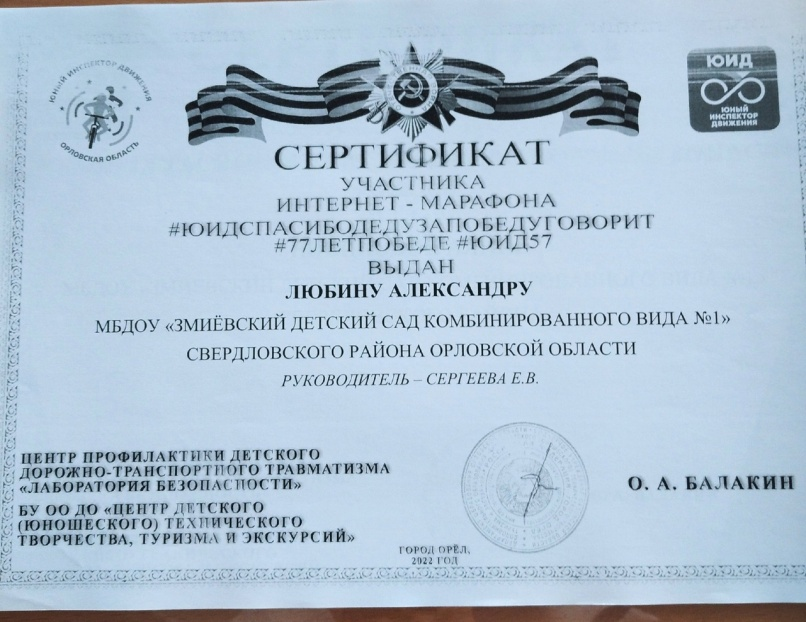 ЮНЫЙ ИНСПЕКТОР ДВИЖЕНИЯ
ОРЛОВСКАЯ ОБЛАСТЬ
ЮИД
ЮНЫЙ
ИНСПЕКТОР
ДВИЖЕНИЯ
СЕРТИФИКАТ
УЧАСТНИКА
ИНТЕРНЕТ - МАРАФОНА
#ЮИДСПАСИБОДЕДУЗАПОБЕДУГОВОРИТ
#77ЛЕТПОБЕДЕ #ЮИД57
ВЫДАН
ЛЮБИНУ АЛЕКСАНДРУ
МБДОУ «ЗМИЁВСКИЙ ДЕТСКИЙ САД КОМБИНИРОВАННОГО ВИДА №1»
СВЕРДЛОВСКОГО РАЙОНА ОРЛОВСКОЙ ОБЛАСТИ
РУКОВОДИТЕЛЬ – СЕРГЕЕВА Е.В.
ЦЕНТР ПРОФИЛАКТИКИ ДЕТСКОГО
ДОРОЖНО-ТРАНСПОРТНОГО ТРАВМАТИЗМА
«ЛАБОРАТОРИЯ БЕЗОПАСНОСТИ»
БУ ОО ДО «ЦЕНТР ДЕТСКОГО
(ЮНОШЕСКОГО) ТЕХНИЧЕСКОГО
ТВОРЧЕСТВА, ТУРИЗМА И ЭКСКУРСИЙ»
О. А. БАЛАКИН
ГОРОД ОРЁЛ,
2022 ГОД